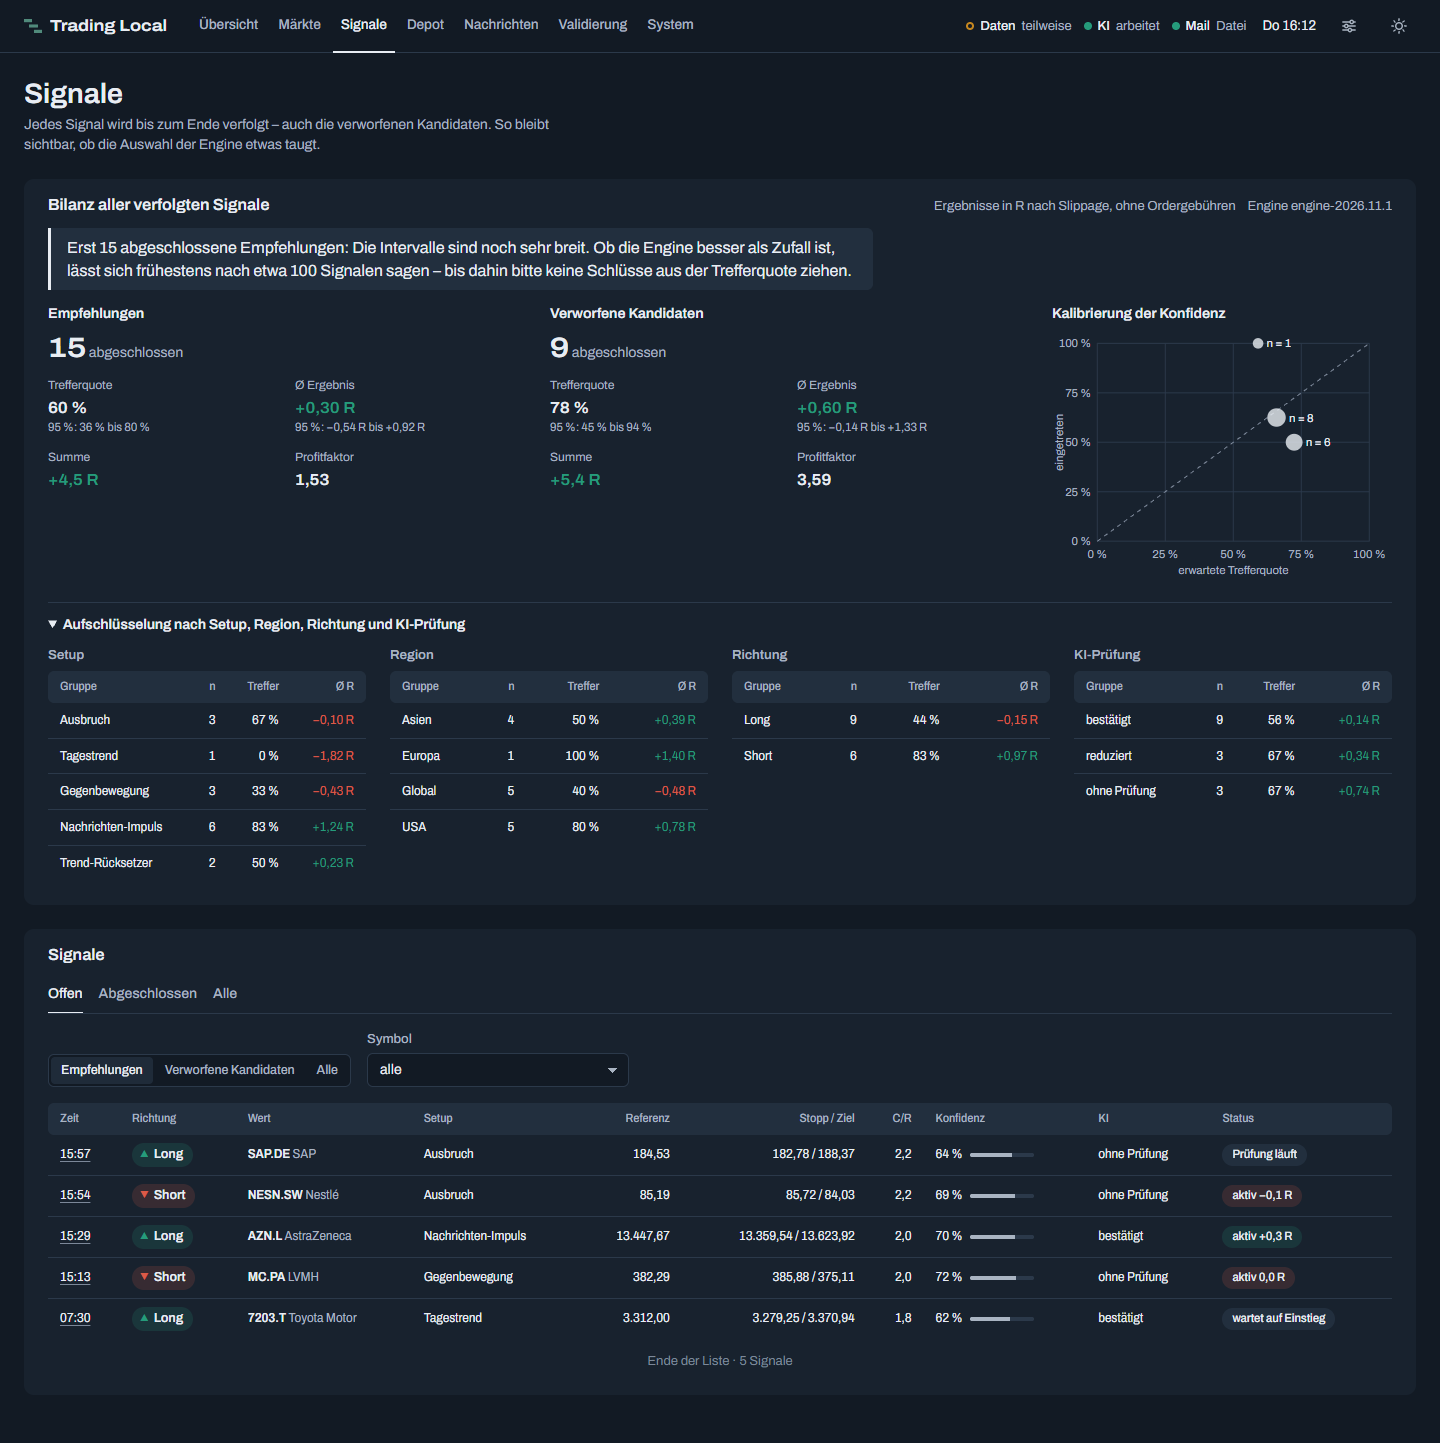 Trading Local Übersicht Märkte Signale Depot Nachrichten Validierung System Daten teilweise KI arbeitet Mail Datei Do 16:12
Signale
Jedes Signal wird bis zum Ende verfolgt – auch die verworfenen Kandidaten. So bleibt
sichtbar, ob die Auswahl der Engine etwas taugt.
Bilanz aller verfolgten Signale Ergebnisse in R nach Slippage, ohne Ordergebühren Engine engine-2026.11.1
Erst 15 abgeschlossene Empfehlungen: Die Intervalle sind noch sehr breit. Ob die Engine besser als Zufall ist,
lässt sich frühestens nach etwa 100 Signalen sagen – bis dahin bitte keine Schlüsse aus der Trefferquote ziehen.
Empfehlungen
15 abgeschlossen
Trefferquote Ø Ergebnis
60 % +0,30 R
95 %: 36 % bis 80 % 95 %: −0,54 R bis +0,92 R
Summe Profitfaktor
+4,5 R 1,53
Verworfene Kandidaten
9 abgeschlossen
Trefferquote Ø Ergebnis
78 % +0,60 R
95 %: 45 % bis 94 % 95 %: −0,14 R bis +1,33 R
Summe Profitfaktor
+5,4 R 3,59
Kalibrierung der Konfidenz
100 % n = 1
75 %
n = 8
eingetreten
50 % n = 6
25 %
0 %
0 % 25 % 50 % 75 % 100 %
erwartete Trefferquote
▼ Aufschlüsselung nach Setup, Region, Richtung und KI-Prüfung
Setup
Gruppe n Treffer Ø R
Ausbruch 3 67 % −0,10 R
Tagestrend 1 0 % −1,82 R
Gegenbewegung 3 33 % −0,43 R
Nachrichten-Impuls 6 83 % +1,24 R
Trend-Rücksetzer 2 50 % +0,23 R
Region
Gruppe n Treffer Ø R
Asien 4 50 % +0,39 R
Europa 1 100 % +1,40 R
Global 5 40 % −0,48 R
USA 5 80 % +0,78 R
Richtung
Gruppe n Treffer Ø R
Long 9 44 % −0,15 R
Short 6 83 % +0,97 R
KI-Prüfung
Gruppe n Treffer Ø R
bestätigt 9 56 % +0,14 R
reduziert 3 67 % +0,34 R
ohne Prüfung 3 67 % +0,74 R
Signale
Offen Abgeschlossen Alle
Symbol
Empfehlungen Verworfene Kandidaten Alle alle
Zeit Richtung Wert Setup Referenz Stopp / Ziel C/R Konfidenz KI Status
15:57 ▲ Long SAP.DE SAP Ausbruch 184,53 182,78 / 188,37 2,2 64 % ohne Prüfung Prüfung läuft
15:54 ▼ Short NESN.SW Nestlé Ausbruch 85,19 85,72 / 84,03 2,2 69 % ohne Prüfung aktiv −0,1 R
15:29 ▲ Long AZN.L AstraZeneca Nachrichten-Impuls 13.447,67 13.359,54 / 13.623,92 2,0 70 % bestätigt aktiv +0,3 R
15:13 ▼ Short MC.PA LVMH Gegenbewegung 382,29 385,88 / 375,11 2,0 72 % ohne Prüfung aktiv 0,0 R
07:30 ▲ Long 7203.T Toyota Motor Tagestrend 3.312,00 3.279,25 / 3.370,94 1,8 62 % bestätigt wartet auf Einstieg
Ende der Liste · 5 Signale